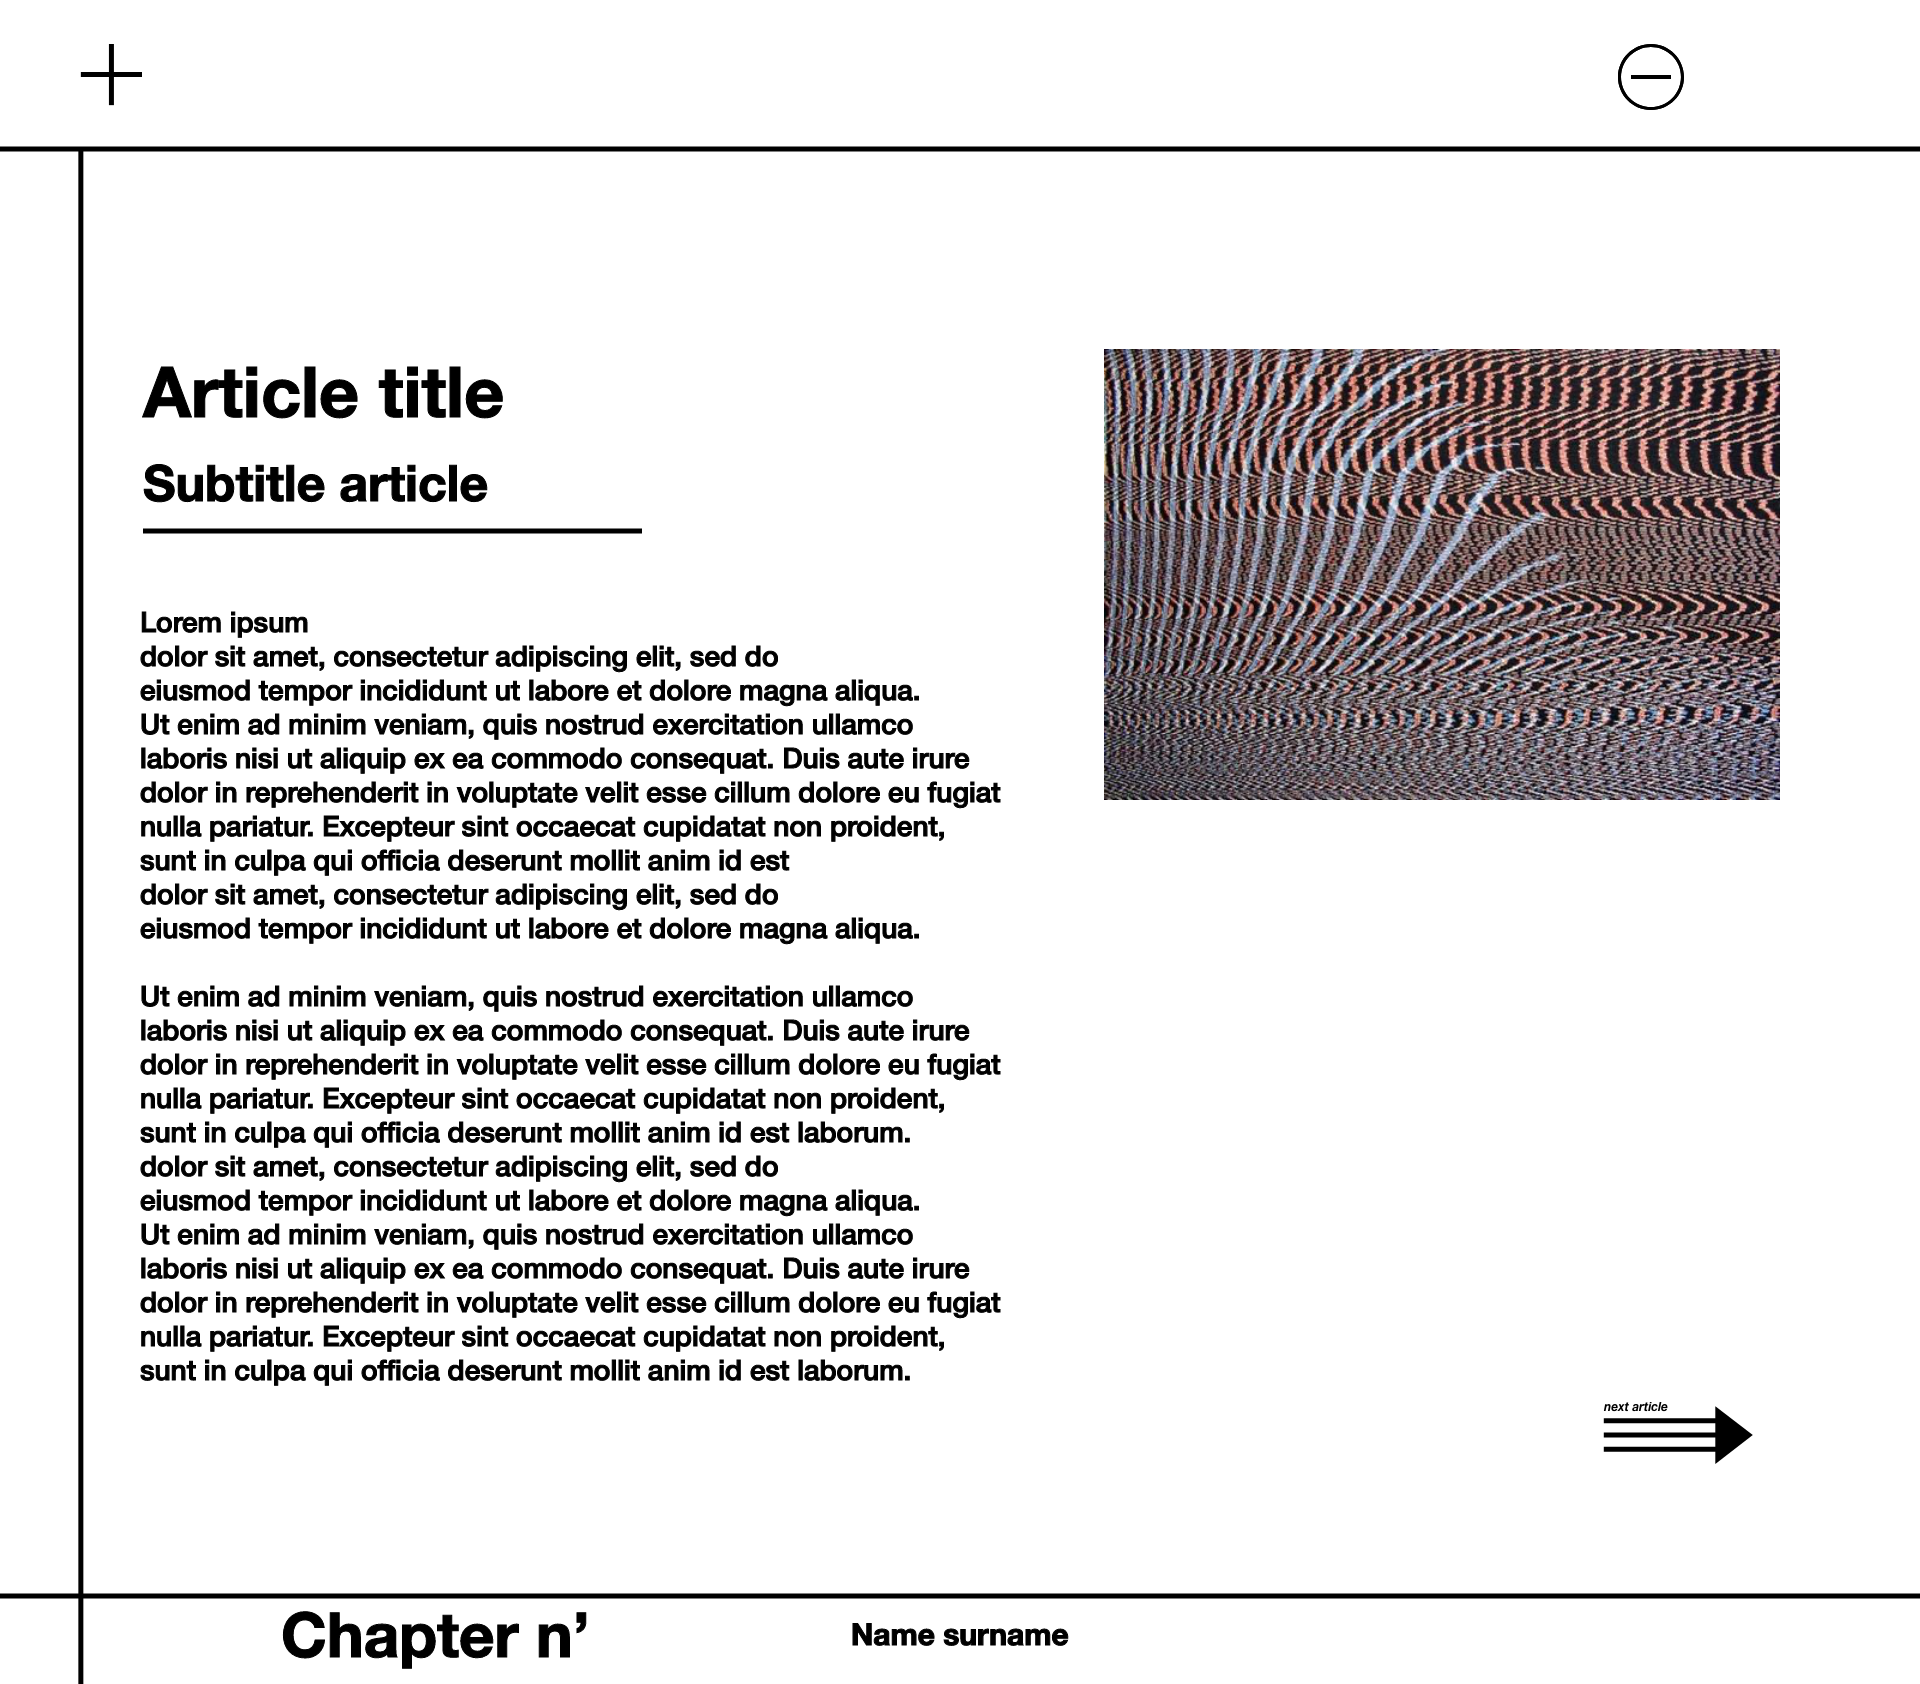 Article title
Subtitle article
Lorem ipsum
dolor sit amet, consectetur adipiscing elit, sed do
eiusmod tempor incididunt ut labore et dolore magna aliqua.
Ut enim ad minim veniam, quis nostrud exercitation ullamco
laboris nisi ut aliquip ex ea commodo consequat. Duis aute irure
dolor in reprehenderit in voluptate velit esse cillum dolore eu fugiat
nulla pariatur. Excepteur sint occaecat cupidatat non proident,
sunt in culpa qui officia deserunt mollit anim id est
dolor sit amet, consectetur adipiscing elit, sed do
eiusmod tempor incididunt ut labore et dolore magna aliqua.
Ut enim ad minim veniam, quis nostrud exercitation ullamco
laboris nisi ut aliquip ex ea commodo consequat. Duis aute irure
dolor in reprehenderit in voluptate velit esse cillum dolore eu fugiat
nulla pariatur. Excepteur sint occaecat cupidatat non proident,
sunt in culpa qui officia deserunt mollit anim id est laborum.
dolor sit amet, consectetur adipiscing elit, sed do
eiusmod tempor incididunt ut labore et dolore magna aliqua.
Ut enim ad minim veniam, quis nostrud exercitation ullamco
laboris nisi ut aliquip ex ea commodo consequat. Duis aute irure
dolor in reprehenderit in voluptate velit esse cillum dolore eu fugiat
nulla pariatur. Excepteur sint occaecat cupidatat non proident,
sunt in culpa qui officia deserunt mollit anim id est laborum.
next article
Chapter n’
Name surname